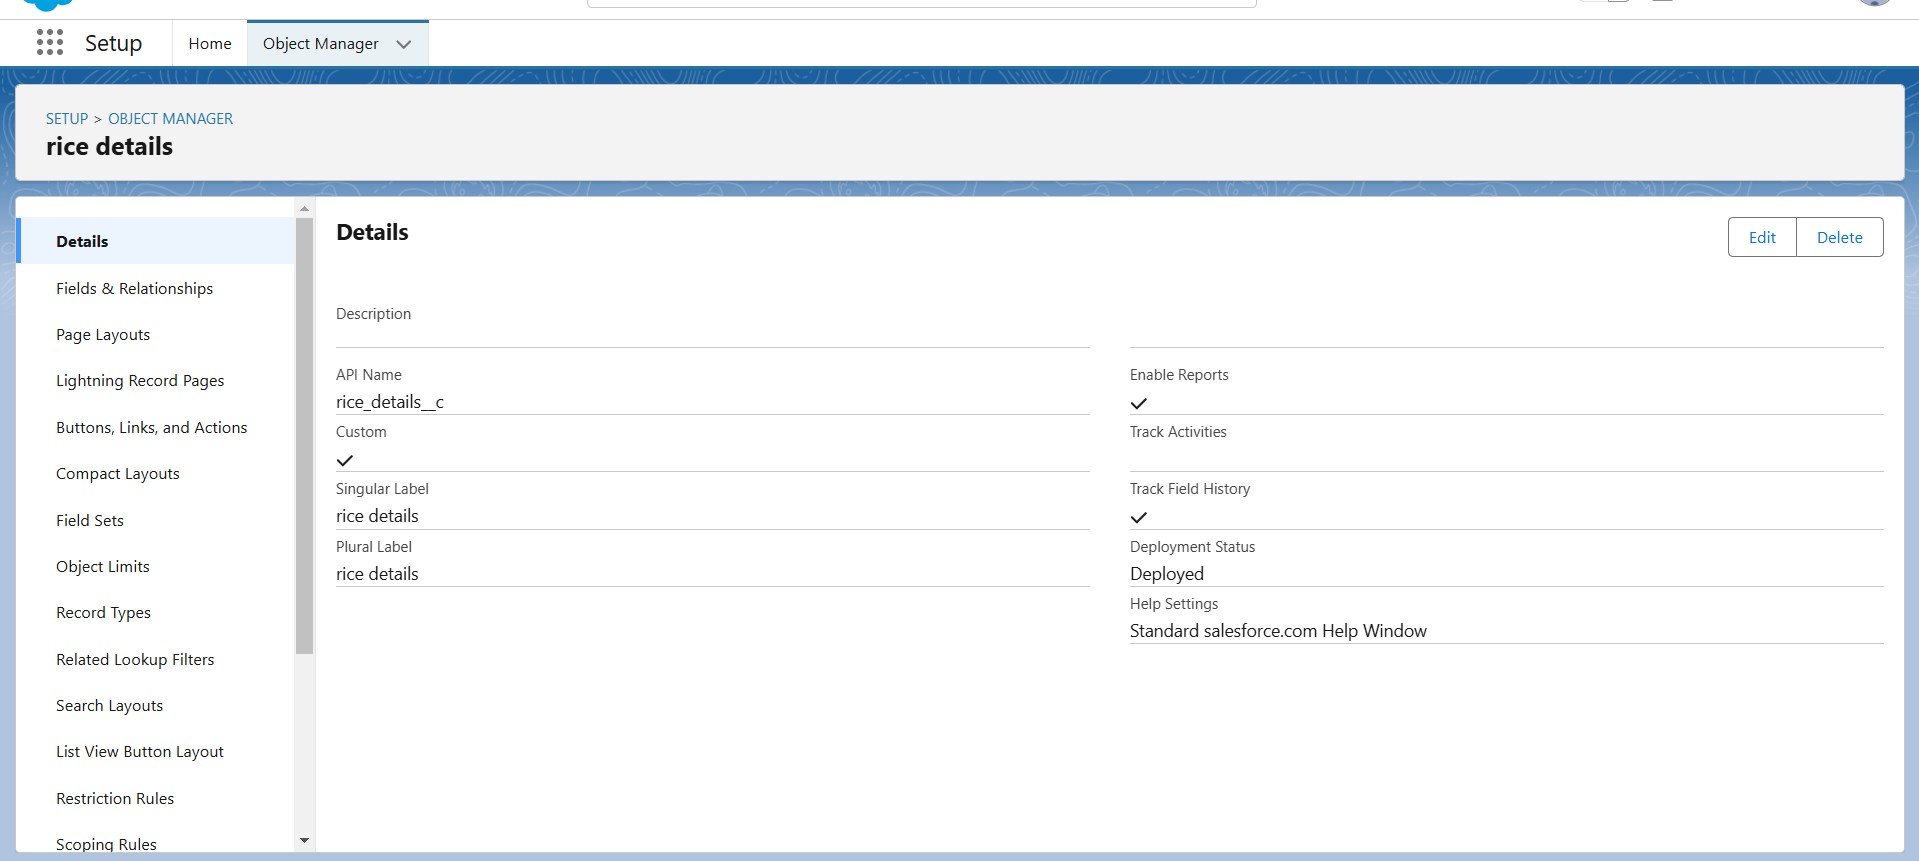 Setup
Home
Object Manager
SETUP > OBJECT MANAGER
rice details
Details
Fields & Relationships
Page Layouts
Lightning Record Pages
Buttons, Links, and Actions
Compact Layouts
Field Sets
Object Limits
Record Types
Related Lookup Filters
Search Layouts
List View Button Layout
Restriction Rules
Scoping Rules
Details
Edit
Delete
Description
API Name
rice_details__c
Custom
Singular Label
rice details
Plural Label
rice details
Enable Reports
Track Activities
Track Field History
Deployment Status
Deployed
Help Settings
Standard salesforce.com Help Window